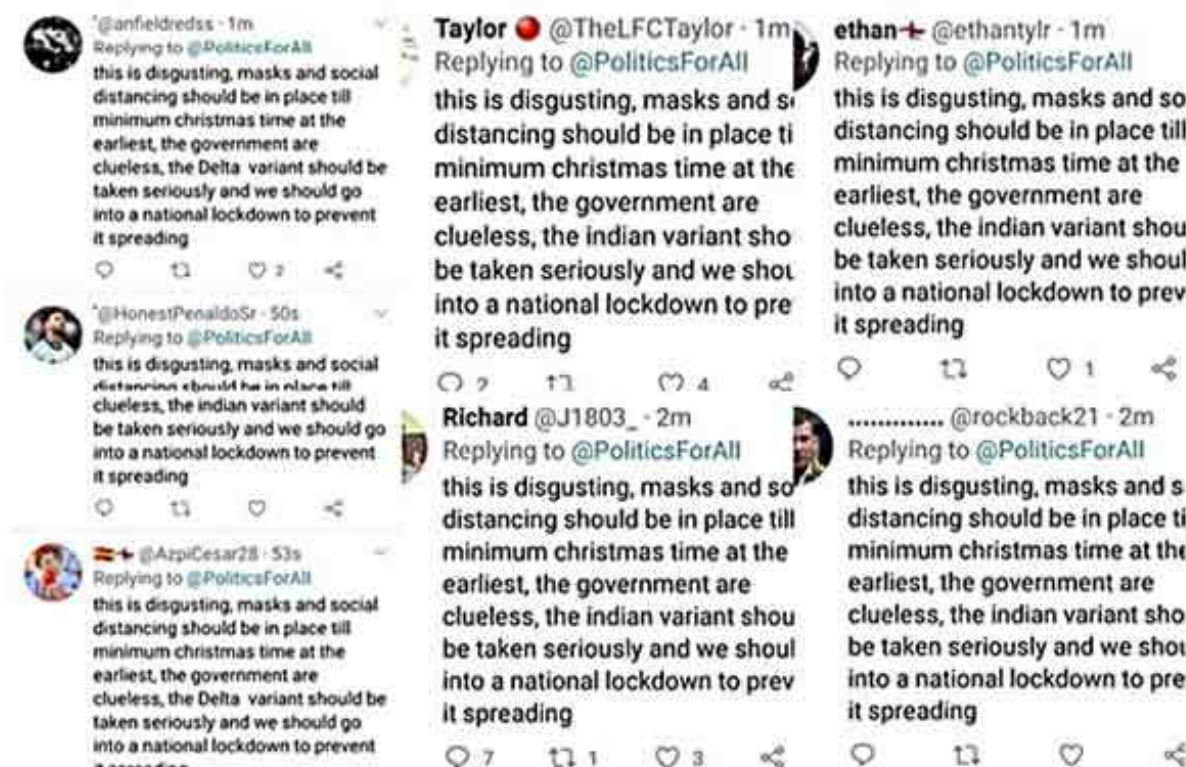 @anfieldredss · 1m
Replying to @PoliticsForAll
this is disgusting, masks and social
distancing should be in place till
minimum christmas time at the
earliest, the government are
clueless, the Delta variant should be
taken seriously and we should go
into a national lockdown to prevent
it spreading
2
@HonestPenaldoSr · 50s
Replying to @PoliticsForAll
this is disgusting, masks and social
distancing should be in place till
clueless, the indian variant should
be taken seriously and we should go
into a national lockdown to prevent
it spreading
@AzpiCesar28 · 53s
Replying to @PoliticsForAll
this is disgusting, masks and social
distancing should be in place till
minimum christmas time at the
earliest, the government are
clueless, the Delta variant should be
taken seriously and we should go
into a national lockdown to prevent
Taylor 🔴 @TheLFCTaylor · 1m
Replying to @PoliticsForAll
this is disgusting, masks and s
distancing should be in place ti
minimum christmas time at the
earliest, the government are
clueless, the indian variant sho
be taken seriously and we shou
into a national lockdown to pre
it spreading
2 4
Richard @J1803_ · 2m
Replying to @PoliticsForAll
this is disgusting, masks and so
distancing should be in place till
minimum christmas time at the
earliest, the government are
clueless, the indian variant shou
be taken seriously and we shoul
into a national lockdown to prev
it spreading
7 1 3
ethan @ethantylr · 1m
Replying to @PoliticsForAll
this is disgusting, masks and so
distancing should be in place till
minimum christmas time at the
earliest, the government are
clueless, the indian variant shou
be taken seriously and we shoul
into a national lockdown to prev
it spreading
1
............. @rockback21 · 2m
Replying to @PoliticsForAll
this is disgusting, masks and s
distancing should be in place ti
minimum christmas time at the
earliest, the government are
clueless, the indian variant sho
be taken seriously and we shou
into a national lockdown to pre
it spreading